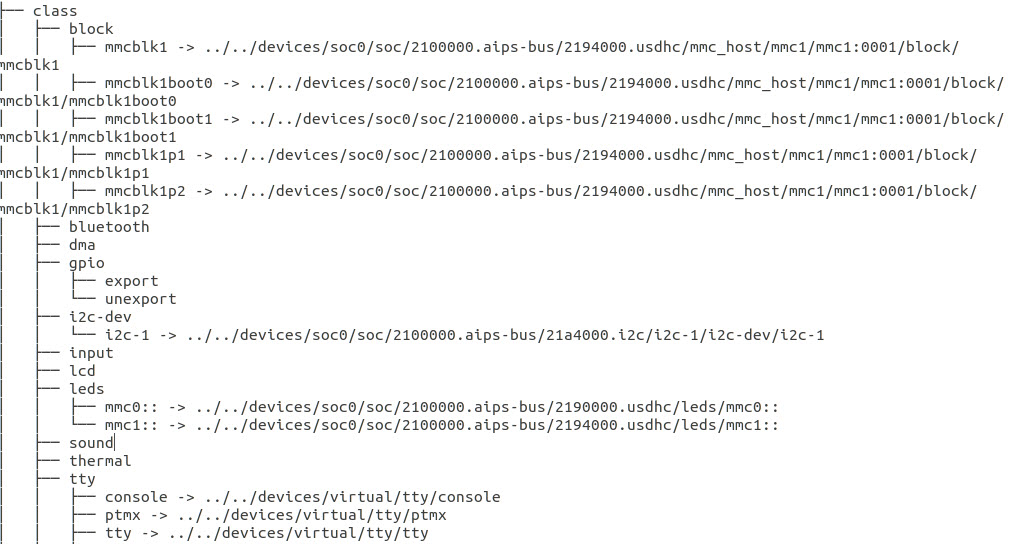 ├── class
│   ├── block
│   │   ├── mmcblk1 -> ../../devices/soc0/soc/2100000.aips-bus/2194000.usdhc/mmc_host/mmc1/mmc1:0001/block/
mmcblk1
│   │   ├── mmcblk1boot0 -> ../../devices/soc0/soc/2100000.aips-bus/2194000.usdhc/mmc_host/mmc1/mmc1:0001/block/
mmcblk1/mmcblk1boot0
│   │   ├── mmcblk1boot1 -> ../../devices/soc0/soc/2100000.aips-bus/2194000.usdhc/mmc_host/mmc1/mmc1:0001/block/
mmcblk1/mmcblk1boot1
│   │   ├── mmcblk1p1 -> ../../devices/soc0/soc/2100000.aips-bus/2194000.usdhc/mmc_host/mmc1/mmc1:0001/block/
mmcblk1/mmcblk1p1
│   │   ├── mmcblk1p2 -> ../../devices/soc0/soc/2100000.aips-bus/2194000.usdhc/mmc_host/mmc1/mmc1:0001/block/
mmcblk1/mmcblk1p2
│   ├── bluetooth
│   ├── dma
│   ├── gpio
│   │   ├── export
│   │   └── unexport
│   ├── i2c-dev
│   │   └── i2c-1 -> ../../devices/soc0/soc/2100000.aips-bus/21a4000.i2c/i2c-1/i2c-dev/i2c-1
│   ├── input
│   ├── lcd
│   ├── leds
│   │   ├── mmc0:: -> ../../devices/soc0/soc/2100000.aips-bus/2190000.usdhc/leds/mmc0::
│   │   └── mmc1:: -> ../../devices/soc0/soc/2100000.aips-bus/2194000.usdhc/leds/mmc1::
│   ├── sound
│   ├── thermal
│   ├── tty
│   │   ├── console -> ../../devices/virtual/tty/console
│   │   ├── ptmx -> ../../devices/virtual/tty/ptmx
│   │   ├── tty -> ../../devices/virtual/tty/tty